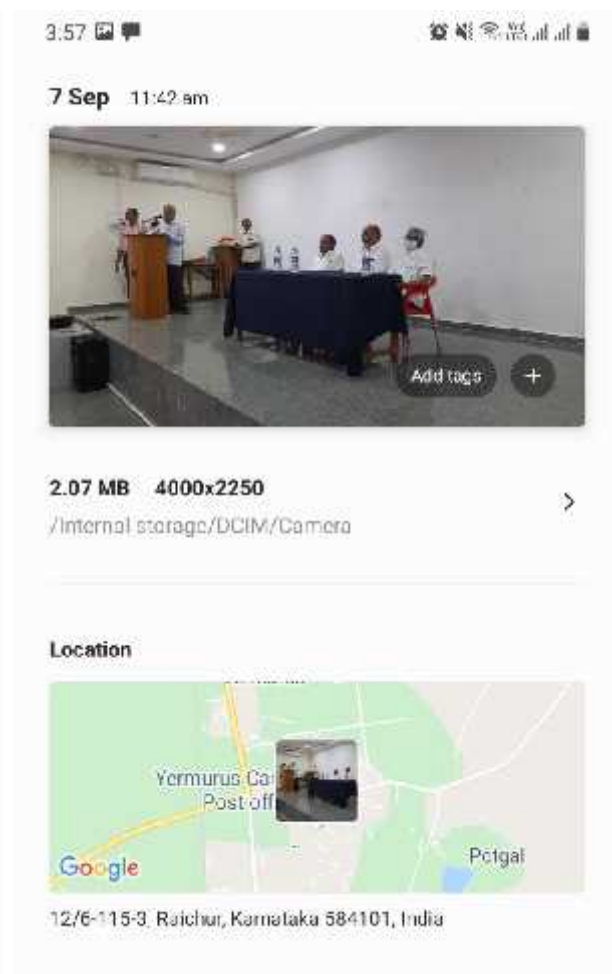 3:57
7 Sep 11:42 am
Add tags +
2.07 MB 4000x2250
/Internal storage/DCIM/Camera
Location
Yermurus Ca
Post off
Potgal
Google
12/6-115-3, Raichur, Karnataka 584101, India